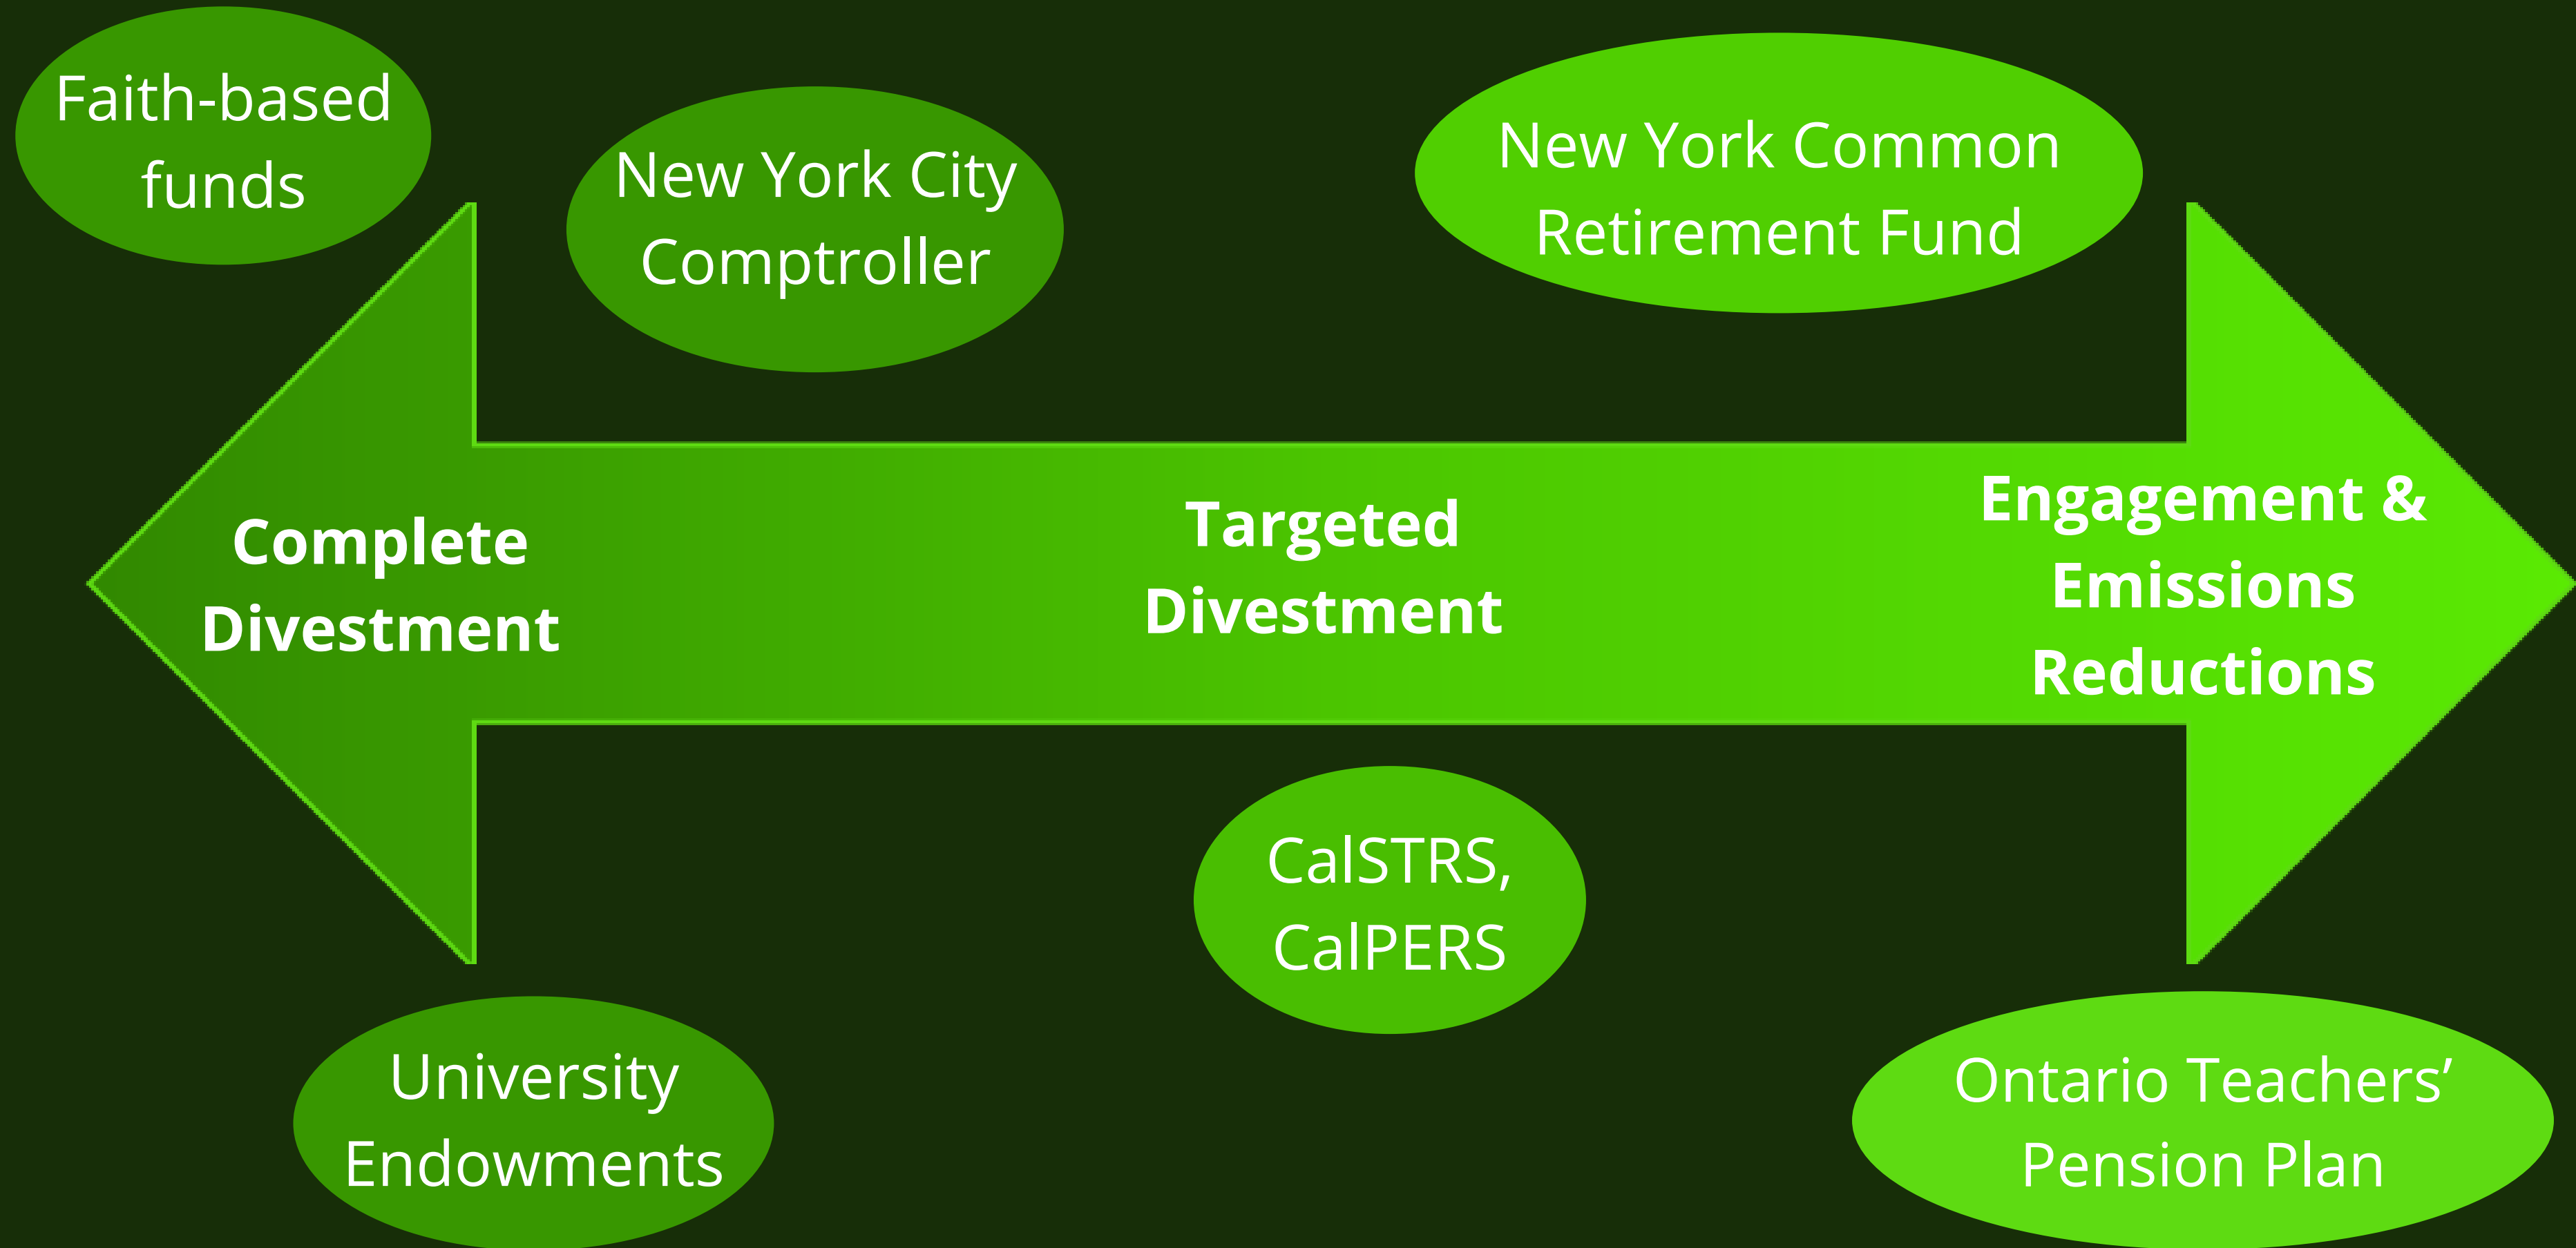 Faith-based
funds
New York City
Comptroller
New York Common
Retirement Fund
Complete
Divestment
Targeted
Divestment
Engagement &
Emissions
Reductions
CalSTRS,
CalPERS
University
Endowments
Ontario Teachers’
Pension Plan